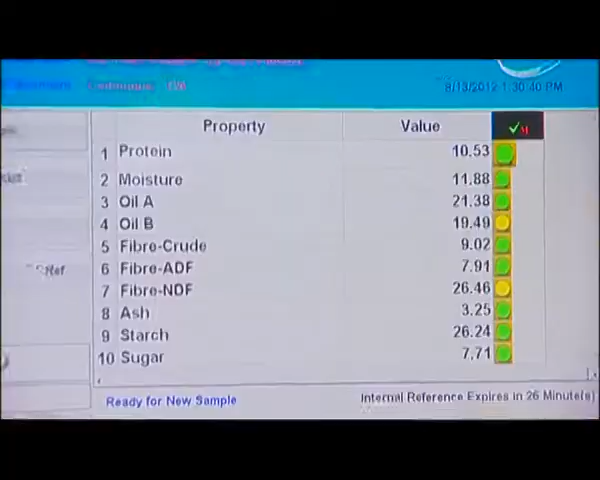 8/13/2012 1:30:40 PM
Property Value
1 Protein 10.53
2 Moisture 11.88
3 Oil A 21.38
4 Oil B 19.49
5 Fibre-Crude 9.02
6 Fibre-ADF 7.91
7 Fibre-NDF 26.46
8 Ash 3.25
9 Starch 26.24
10 Sugar 7.71
Ready for New Sample
Internal Reference Expires in 26 Minute(s)